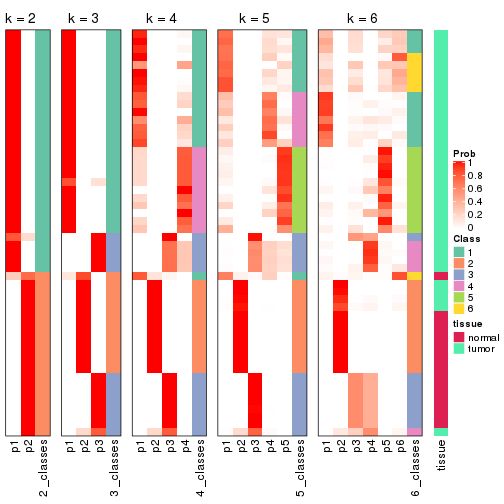 k = 2 k = 3 k = 4 k = 5 k = 6
Prob
1
0.8
0.6
0.4
0.2
0
Class
1
2
3
4
5
6
tissue
normal
tumor
p1 p2 2_classes p1 p2 p3 3_classes p1 p2 p3 p4 4_classes p1 p2 p3 p4 p5 5_classes p1 p2 p3 p4 p5 p6 6_classes tissue